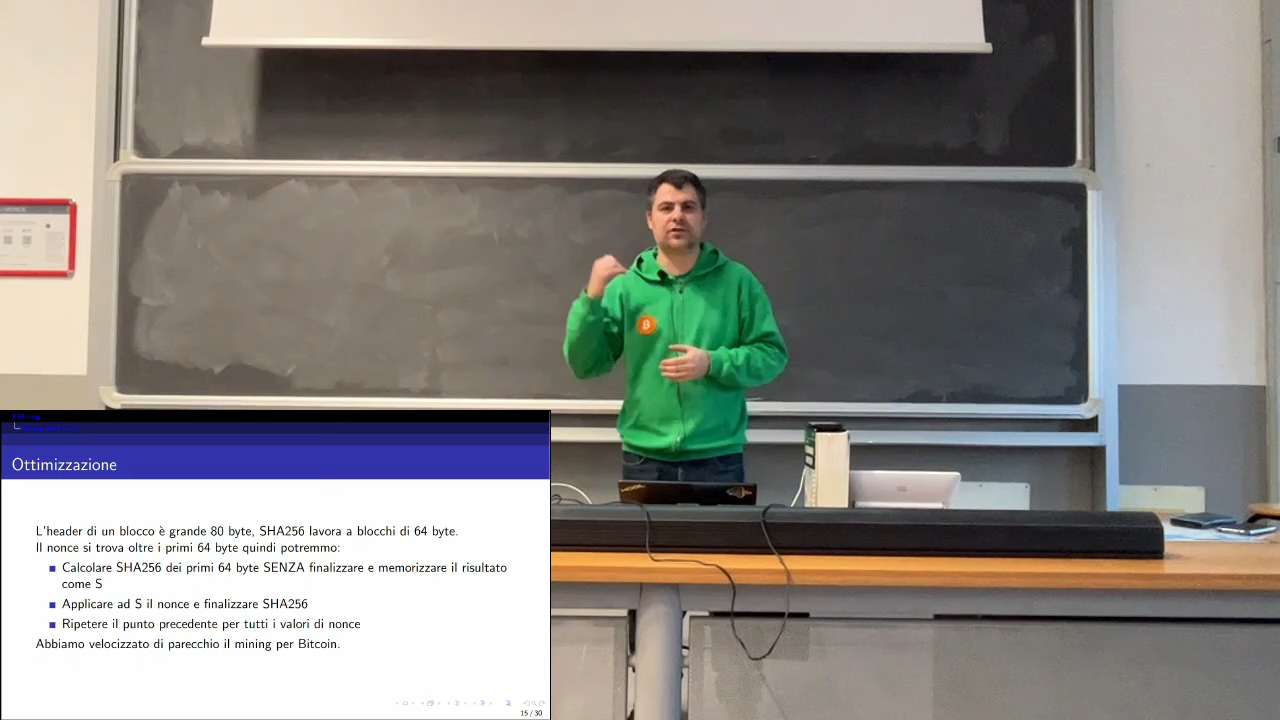 Ottimizzazione
L'header di un blocco è grande 80 byte, SHA256 lavora a blocchi di 64 byte.
Il nonce si trova oltre i primi 64 byte quindi potremmo:
Calcolare SHA256 dei primi 64 byte SENZA finalizzare e memorizzare il risultato
come S
Applicare ad S il nonce e finalizzare SHA256
Ripetere il punto precedente per tutti i valori di nonce
Abbiamo velocizzato di parecchio il mining per Bitcoin.
15 / 30